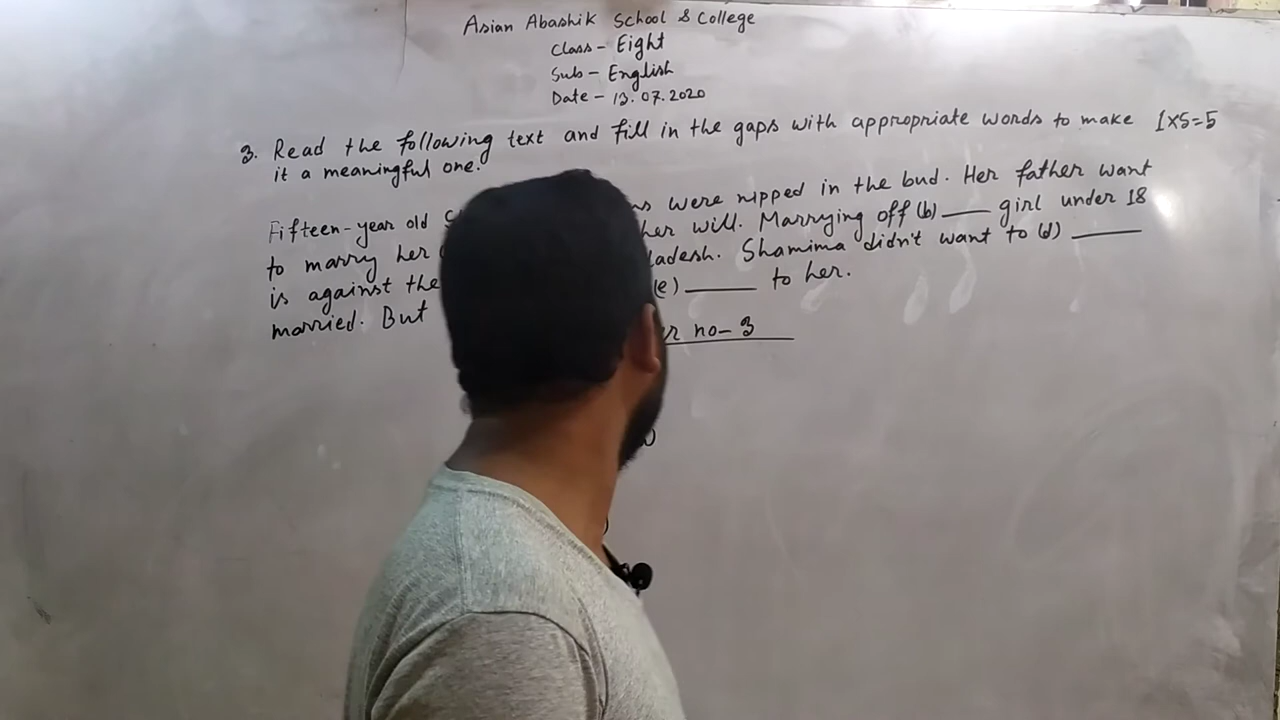 Asian Abashik School & College
Class - Eight
Sub - English
Date - 13.07.2020
3. Read the following text and fill in the gaps with appropriate words to make 1x5=5
it a meaningful one.
Fifteen-year old were nipped in the bud. Her father want
to marry her her will. Marrying off (b) ____ girl under 18
is against the Shamima didn't want to (d) ____
married. But (e) ____ to her.
no- 3